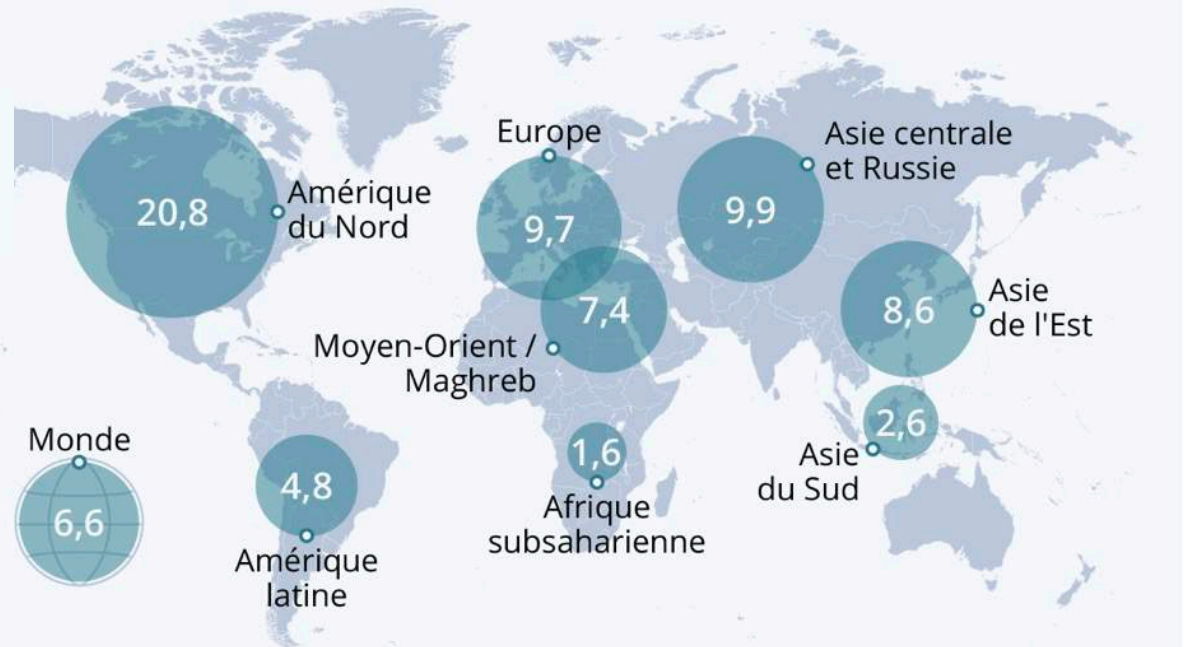 20,8
Amérique
du Nord
Europe
9,7
Asie centrale
et Russie
9,9
7,4
Moyen-Orient /
Maghreb
8,6
Asie
de l'Est
2,6
Asie
du Sud
1,6
Afrique
subsaharienne
4,8
Amérique
latine
Monde
6,6